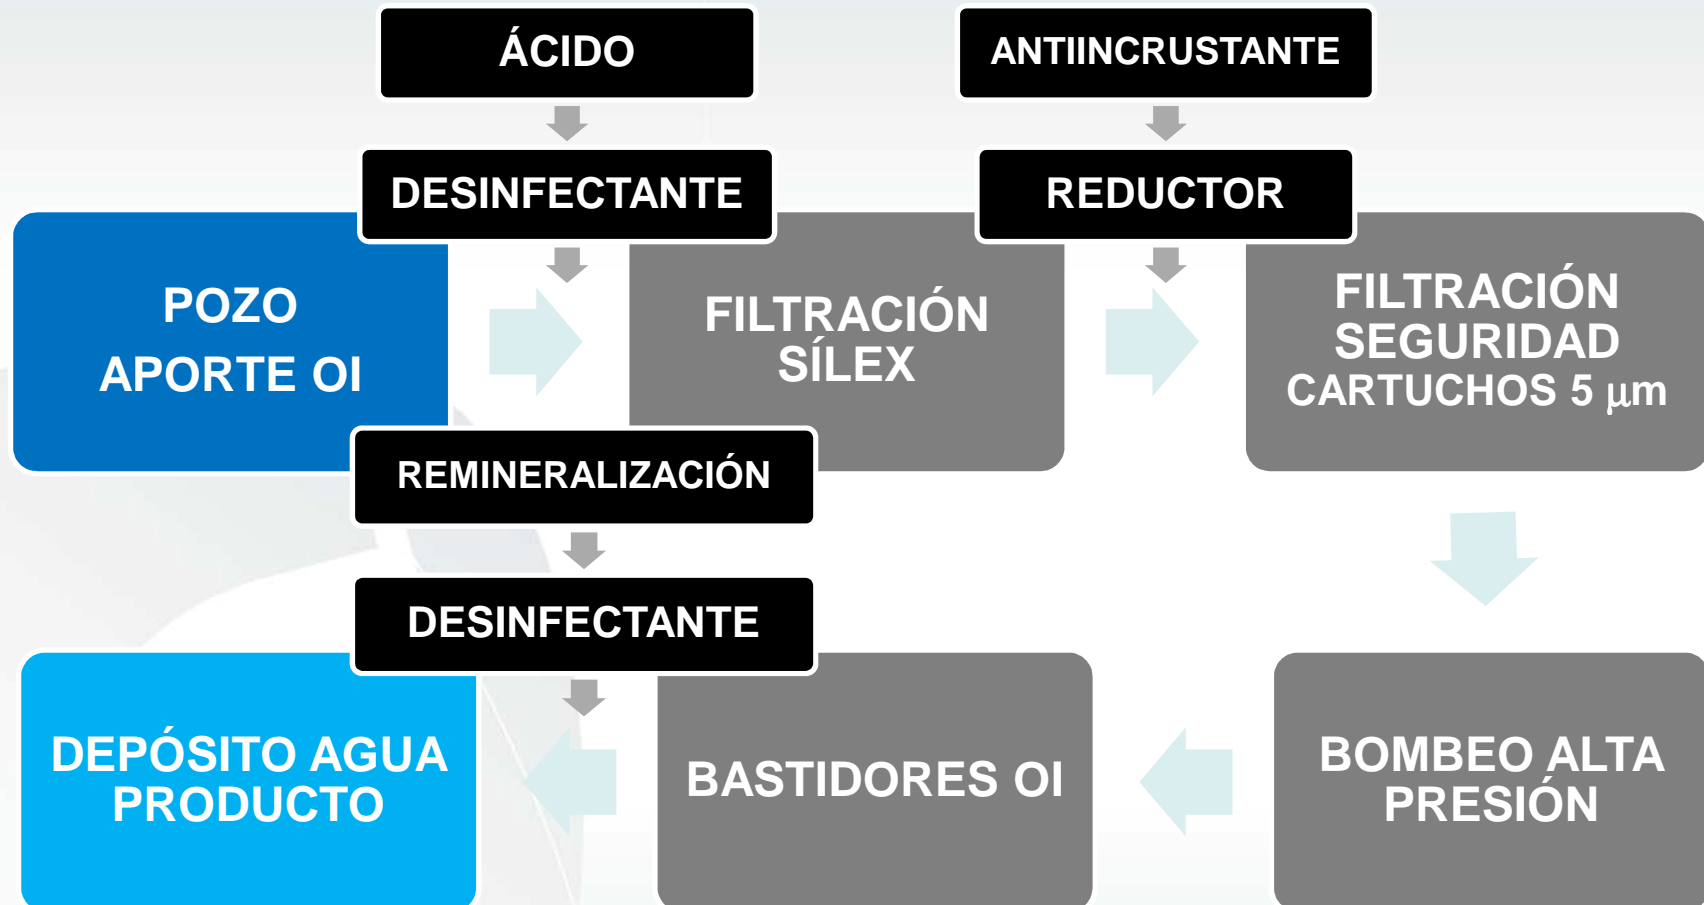 ÁCIDO
ANTIINCRUSTANTE
DESINFECTANTE
REDUCTOR
POZO
APORTE OI
FILTRACIÓN
SÍLEX
FILTRACIÓN
SEGURIDAD
CARTUCHOS 5 μm
REMINERALIZACIÓN
DESINFECTANTE
DEPÓSITO AGUA
PRODUCTO
BASTIDORES OI
BOMBEO ALTA
PRESIÓN